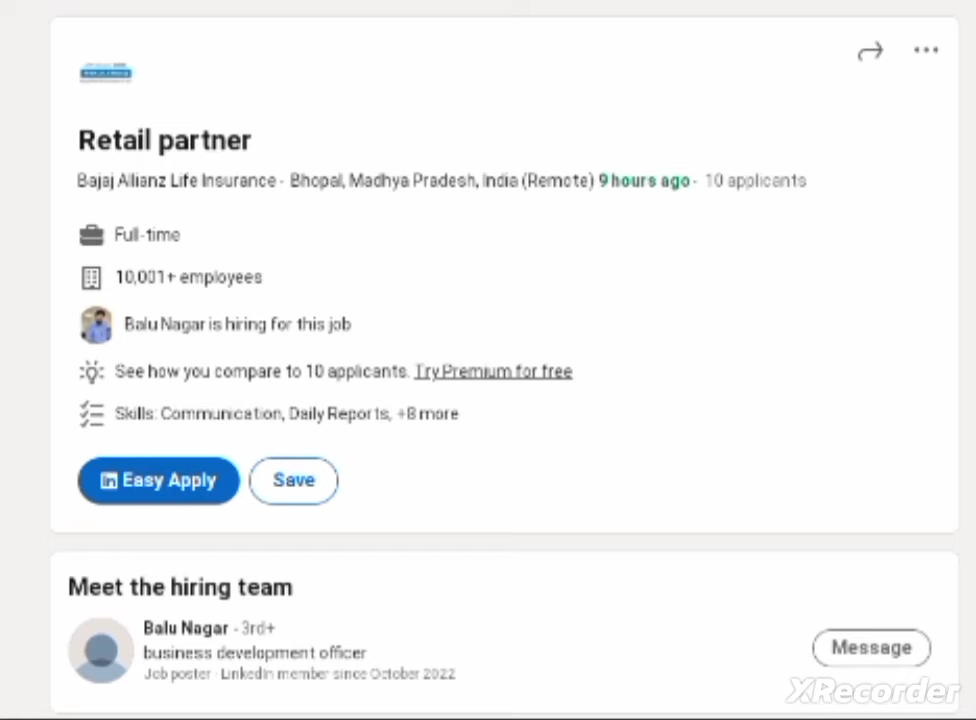 Retail partner
Bajaj Allianz Life Insurance · Bhopal, Madhya Pradesh, India (Remote) 9 hours ago · 10 applicants
Full-time
10,001+ employees
Balu Nagar is hiring for this job
See how you compare to 10 applicants. Try Premium for free
Skills: Communication, Daily Reports, +8 more
in Easy Apply
Save
Meet the hiring team
Balu Nagar · 3rd+
business development officer
Job poster · LinkedIn member since October 2022
Message
XRecorder